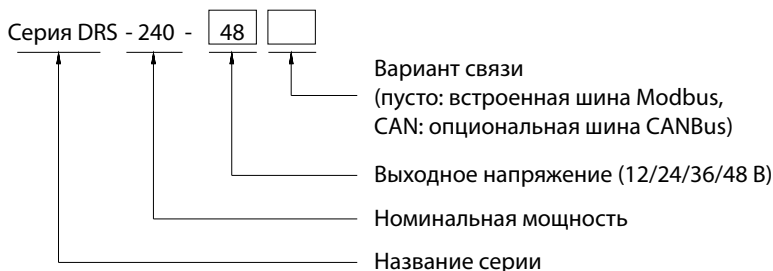 Серия DRS - 240 - 48
Вариант связи
(пусто: встроенная шина Modbus,
CAN: опциональная шина CANBus)
Выходное напряжение (12/24/36/48 В)
Номинальная мощность
Название серии